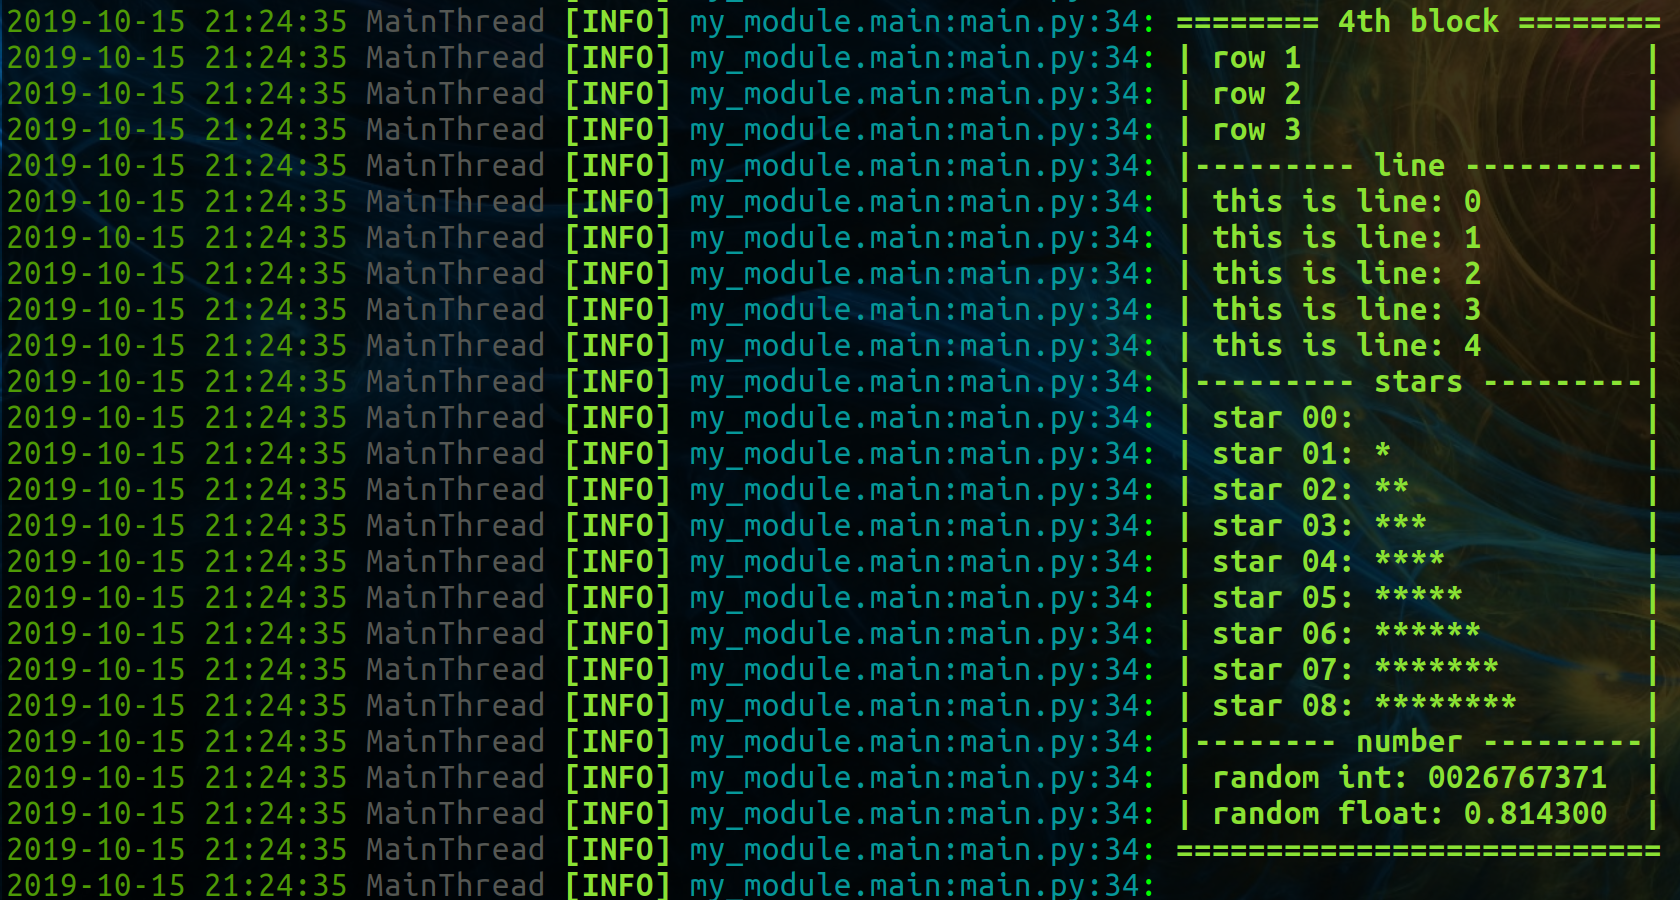 2019-10-15 21:24:35 MainThread [INFO] my_module.main:main.py:34: ======== 4th block ========
2019-10-15 21:24:35 MainThread [INFO] my_module.main:main.py:34: | row 1                   |
2019-10-15 21:24:35 MainThread [INFO] my_module.main:main.py:34: | row 2                   |
2019-10-15 21:24:35 MainThread [INFO] my_module.main:main.py:34: | row 3                   |
2019-10-15 21:24:35 MainThread [INFO] my_module.main:main.py:34: |--------- line ----------|
2019-10-15 21:24:35 MainThread [INFO] my_module.main:main.py:34: | this is line: 0         |
2019-10-15 21:24:35 MainThread [INFO] my_module.main:main.py:34: | this is line: 1         |
2019-10-15 21:24:35 MainThread [INFO] my_module.main:main.py:34: | this is line: 2         |
2019-10-15 21:24:35 MainThread [INFO] my_module.main:main.py:34: | this is line: 3         |
2019-10-15 21:24:35 MainThread [INFO] my_module.main:main.py:34: | this is line: 4         |
2019-10-15 21:24:35 MainThread [INFO] my_module.main:main.py:34: |--------- stars ---------|
2019-10-15 21:24:35 MainThread [INFO] my_module.main:main.py:34: | star 00:                |
2019-10-15 21:24:35 MainThread [INFO] my_module.main:main.py:34: | star 01: *              |
2019-10-15 21:24:35 MainThread [INFO] my_module.main:main.py:34: | star 02: **             |
2019-10-15 21:24:35 MainThread [INFO] my_module.main:main.py:34: | star 03: ***            |
2019-10-15 21:24:35 MainThread [INFO] my_module.main:main.py:34: | star 04: ****           |
2019-10-15 21:24:35 MainThread [INFO] my_module.main:main.py:34: | star 05: *****          |
2019-10-15 21:24:35 MainThread [INFO] my_module.main:main.py:34: | star 06: ******         |
2019-10-15 21:24:35 MainThread [INFO] my_module.main:main.py:34: | star 07: *******        |
2019-10-15 21:24:35 MainThread [INFO] my_module.main:main.py:34: | star 08: ********       |
2019-10-15 21:24:35 MainThread [INFO] my_module.main:main.py:34: |-------- number ---------|
2019-10-15 21:24:35 MainThread [INFO] my_module.main:main.py:34: | random int: 0026767371  |
2019-10-15 21:24:35 MainThread [INFO] my_module.main:main.py:34: | random float: 0.814300  |
2019-10-15 21:24:35 MainThread [INFO] my_module.main:main.py:34: ===========================
2019-10-15 21:24:35 MainThread [INFO] my_module.main:main.py:34: